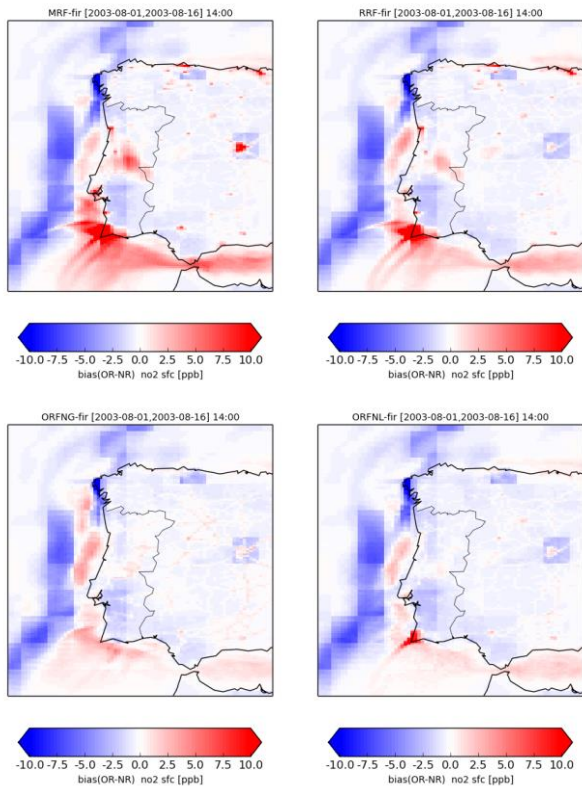 MRF-fir [2003-08-01,2003-08-16] 14:00
RRF-fir [2003-08-01,2003-08-16] 14:00
-10.0 -7.5 -5.0 -2.5 0.0 2.5 5.0 7.5 10.0
bias(OR-NR) no2 sfc [ppb]
-10.0 -7.5 -5.0 -2.5 0.0 2.5 5.0 7.5 10.0
bias(OR-NR) no2 sfc [ppb]
ORFNG-fir [2003-08-01,2003-08-16] 14:00
ORFNL-fir [2003-08-01,2003-08-16] 14:00
-10.0 -7.5 -5.0 -2.5 0.0 2.5 5.0 7.5 10.0
bias(OR-NR) no2 sfc [ppb]
-10.0 -7.5 -5.0 -2.5 0.0 2.5 5.0 7.5 10.0
bias(OR-NR) no2 sfc [ppb]